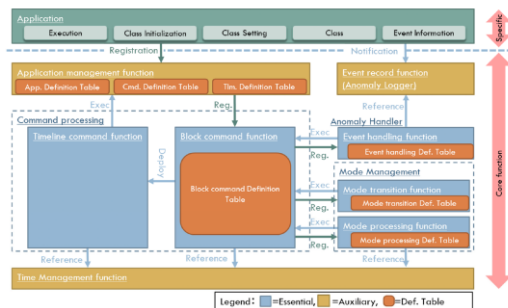 Application
Execution
Class Initialization
Class Setting
Class
Event Information
Specific
Registration
Notification
Application management function
App. Definition Table
Cmd. Definition Table
Tlm. Definition Table
Event record function
(Anomaly Logger)
Exec
Reg.
Reference
Command processing
Anomaly Handler
Timeline command function
Block command function
Deploy
Block command Definition
Table
Exec
Reg.
Event handling function
Event handling Def. Table
Mode Management
Exec
Reg.
Mode transition function
Mode transition Def. Table
Exec
Reg.
Mode processing function
Mode processing Def. Table
Core function
Reference
Reference
Reference
Time Management function
Legend: =Essential, =Auxiliary, =Def. Table